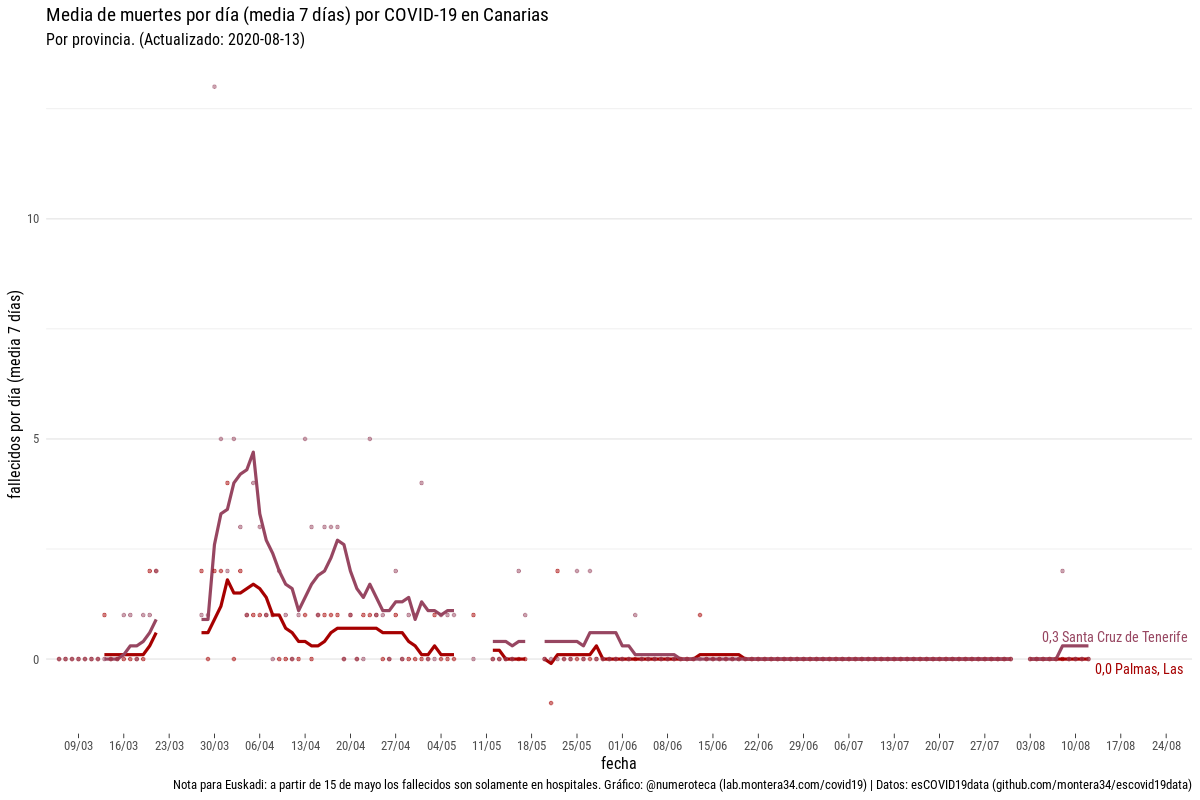 Media de muertes por día (media 7 días) por COVID-19 en Canarias
Por provincia. (Actualizado: 2020-08-13)
fallecidos por día (media 7 días)
10
5
0
0,3 Santa Cruz de Tenerife
0,0 Palmas, Las
09/03 16/03 23/03 30/03 06/04 13/04 20/04 27/04 04/05 11/05 18/05 25/05 01/06 08/06 15/06 22/06 29/06 06/07 13/07 20/07 27/07 03/08 10/08 17/08 24/08
fecha
Nota para Euskadi: a partir de 15 de mayo los fallecidos son solamente en hospitales. Gráfico: @numeroteca (lab.montera34.com/covid19) | Datos: esCOVID19data (github.com/montera34/escovid19data)